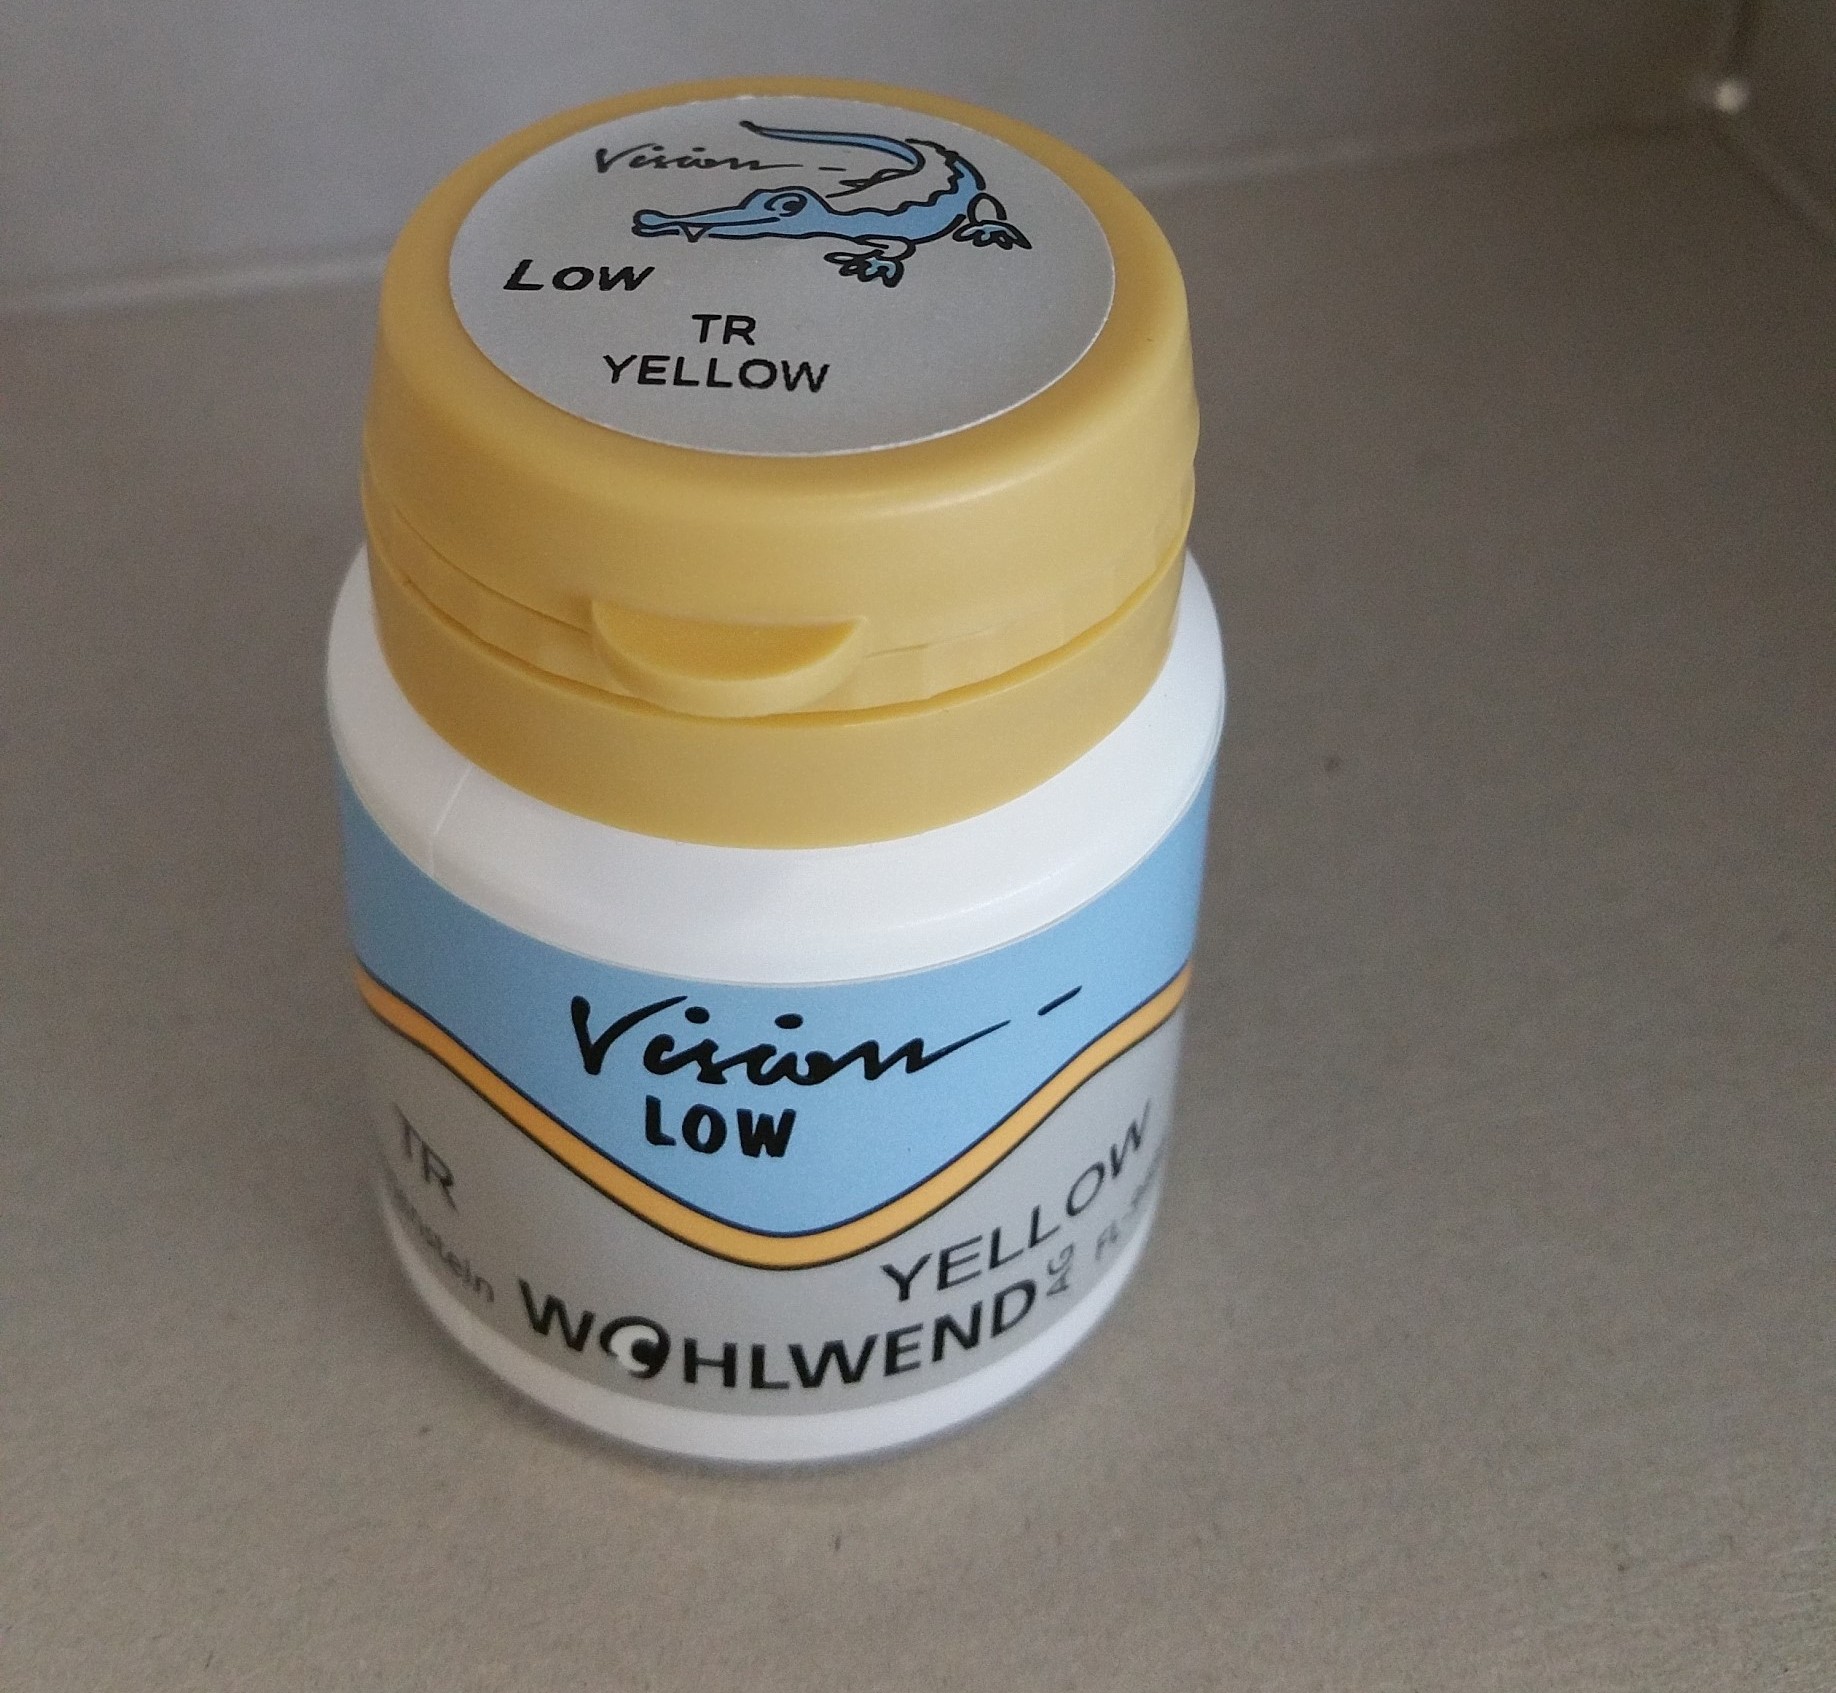 Vision
Low
TR
YELLOW
Vision
LOW
TR
YELLOW
WOHLWEND AG